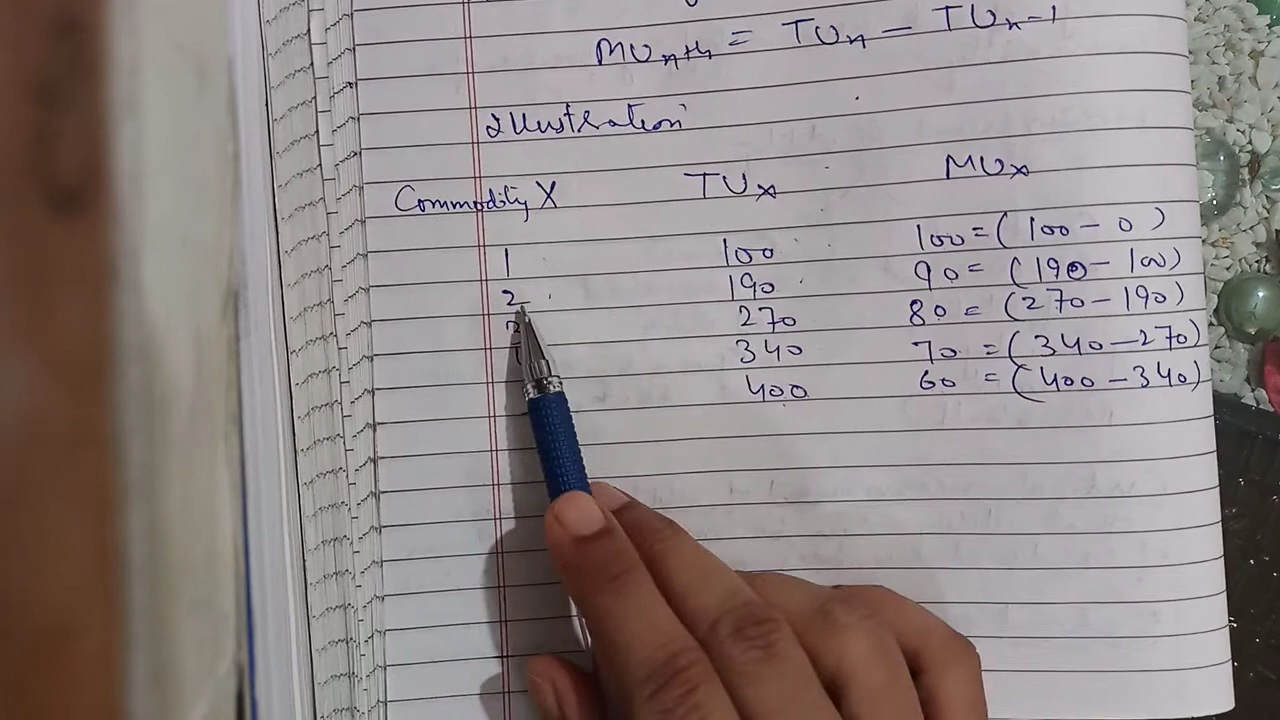 MUnth = TUn - TUn-1
Illustration
Commodity X TUx MUx
1 100 100 = (100 - 0)
2 190 90 = (190 - 100)
3 270 80 = (270 - 190)
340 70 = (340 - 270)
400 60 = (400 - 340)